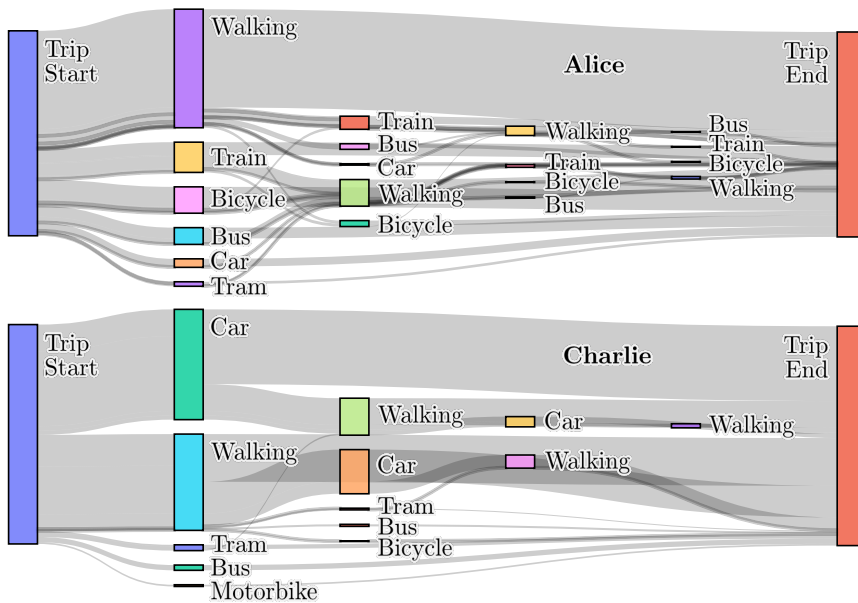 Trip
Start
Walking
Train
Bicycle
Bus
Car
Tram
Train
Bus
Car
Walking
Bicycle
Alice
Walking
Train
Bicycle
Bus
Bus
Train
Bicycle
Walking
Trip
End
Trip
Start
Car
Walking
Tram
Bus
Motorbike
Walking
Car
Tram
Bus
Bicycle
Charlie
Car
Walking
Walking
Trip
End